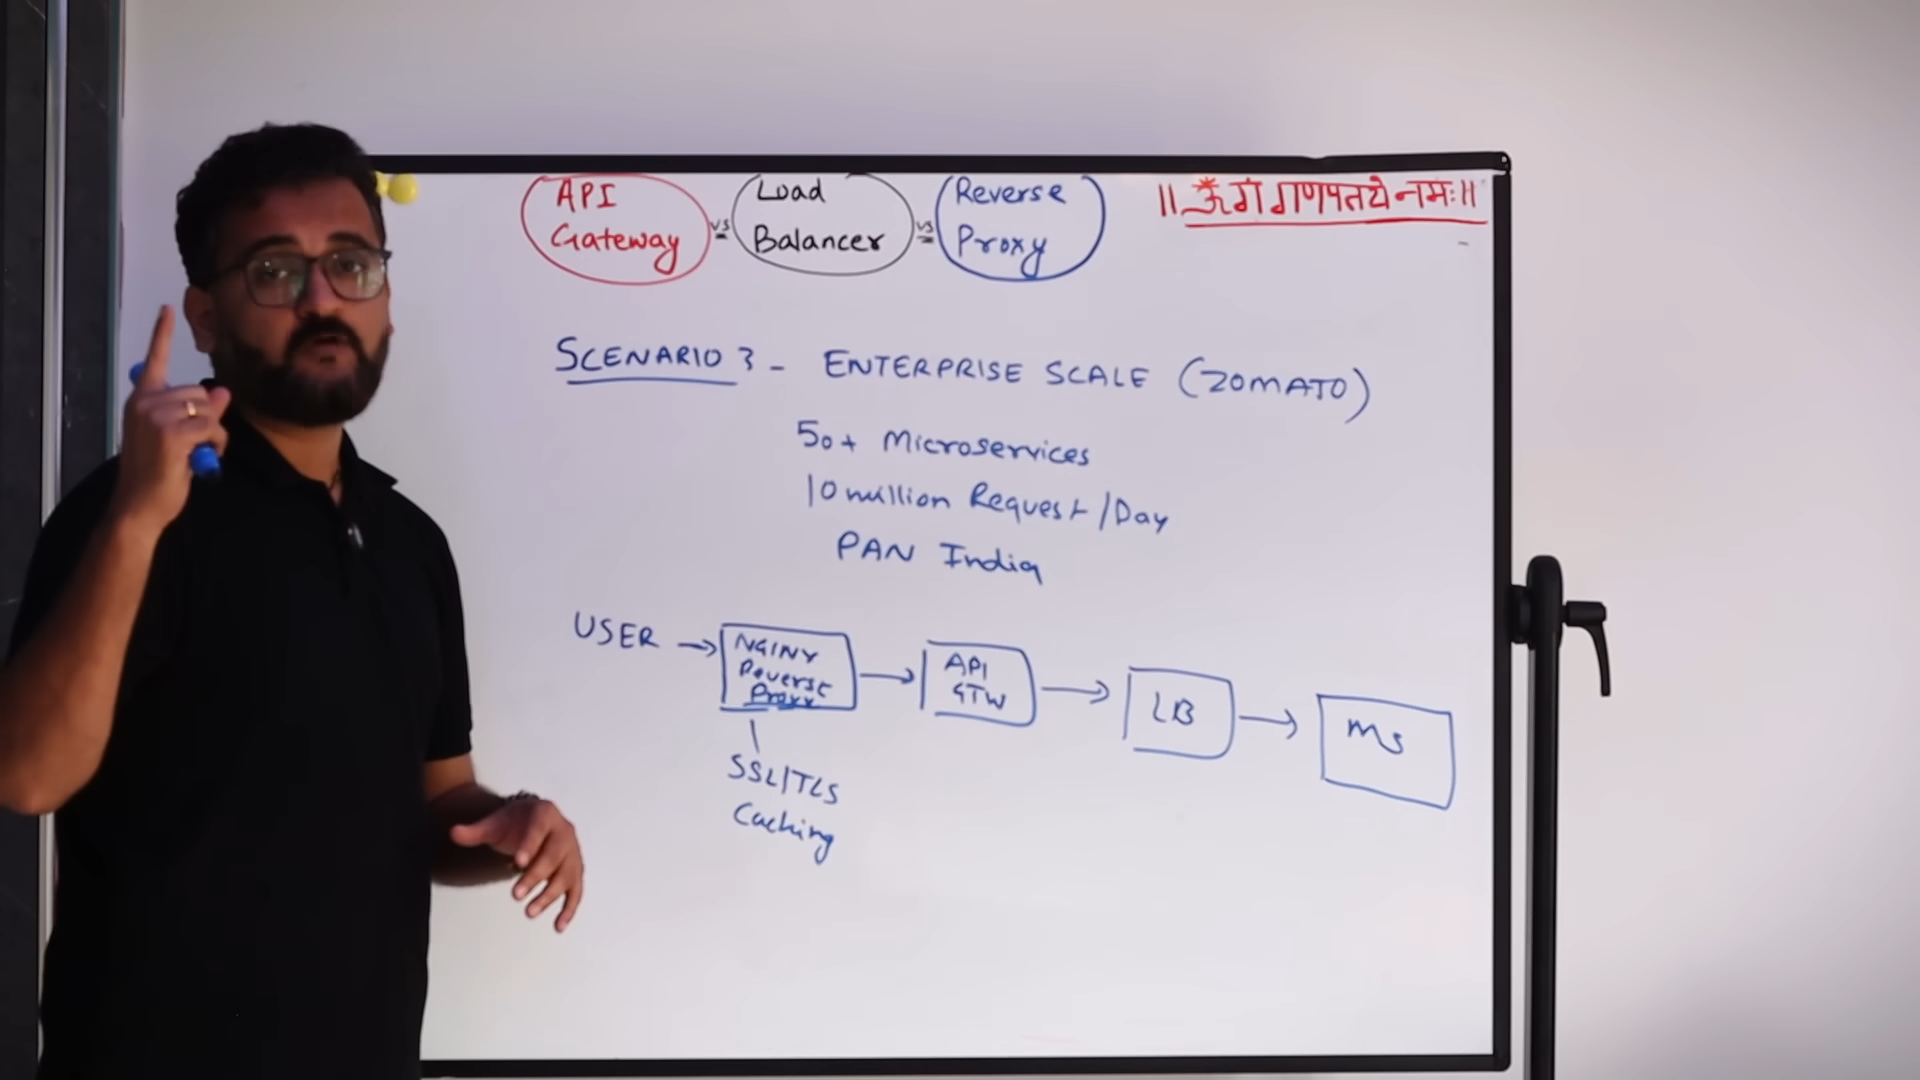 API Gateway
vs
Load Balancer
vs
Reverse Proxy
॥ ॐ गं गणपतये नमः॥
SCENARIO 3 - ENTERPRISE SCALE (ZOMATO)
50+ Microservices
10 million Request/Day
PAN India
USER
NGINX
Reverse
Proxy
API
GTW
LB
MS
SSL/TLS
Caching